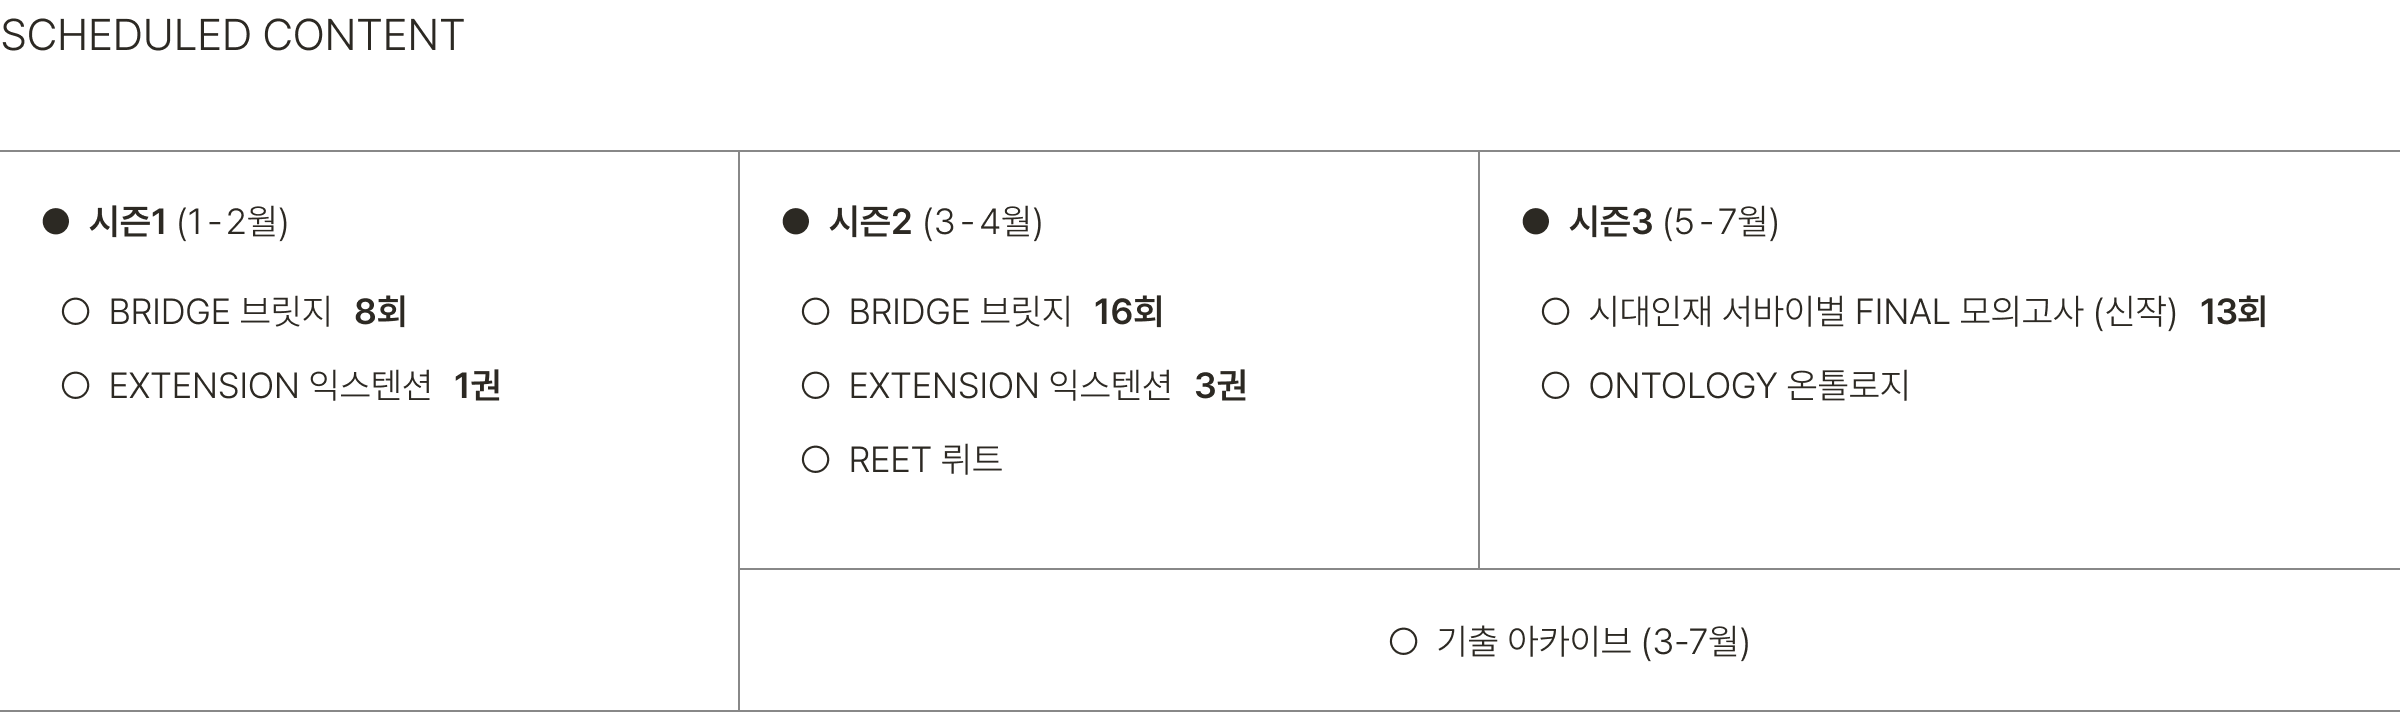 SCHEDULED CONTENT
● 시즌1 (1 - 2월)
○ BRIDGE 브릿지 8회
○ EXTENSION 익스텐션 1권
● 시즌2 (3 - 4월)
○ BRIDGE 브릿지 16회
○ EXTENSION 익스텐션 3권
○ REET 뤼트
● 시즌3 (5 - 7월)
○ 시대인재 서바이벌 FINAL 모의고사 (신작) 13회
○ ONTOLOGY 온톨로지
○ 기출 아카이브 (3-7월)